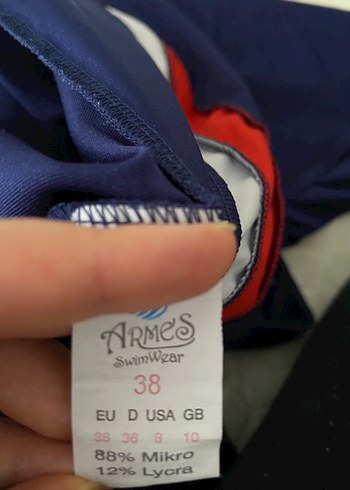 ARMES
SwimWear
38
EU D USA GB
38 36 8 10
88% Mikro
12% Lycra